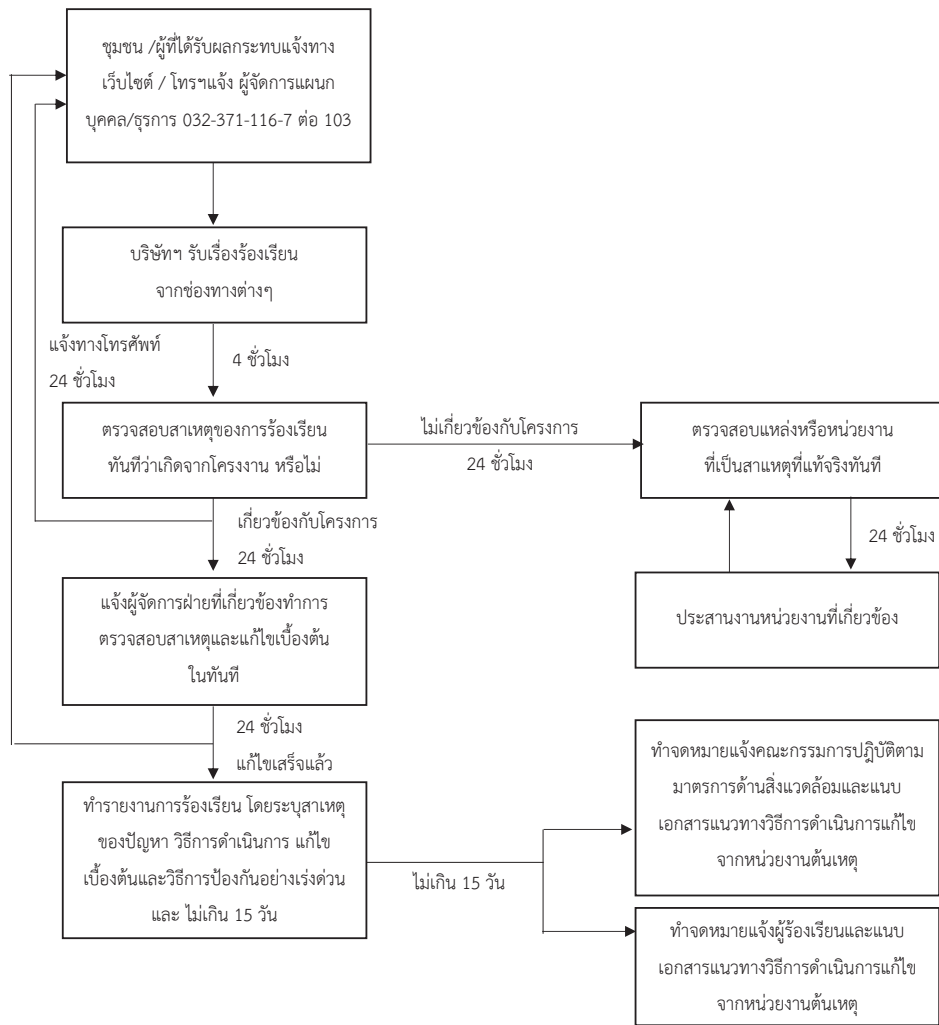 ชุมชน /ผู้ที่ได้รับผลกระทบแจ้งทาง
เว็บไซต์ / โทรฯแจ้ง ผู้จัดการแผนก
บุคคล/ธุรการ 032-371-116-7 ต่อ 103
บริษัทฯ รับเรื่องร้องเรียน
จากช่องทางต่างๆ
แจ้งทางโทรศัพท์
24 ชั่วโมง
4 ชั่วโมง
ตรวจสอบสาเหตุของการร้องเรียน
ทันทีว่าเกิดจากโครงงาน หรือไม่
ไม่เกี่ยวข้องกับโครงการ
24 ชั่วโมง
ตรวจสอบแหล่งหรือหน่วยงาน
ที่เป็นสาแหตุที่แท้จริงทันที
เกี่ยวข้องกับโครงการ
24 ชั่วโมง
24 ชั่วโมง
ประสานงานหน่วยงานที่เกี่ยวข้อง
แจ้งผู้จัดการฝ่ายที่เกี่ยวข้องทำการ
ตรวจสอบสาเหตุและแก้ไขเบื้องต้น
ในทันที
24 ชั่วโมง
แก้ไขเสร็จแล้ว
ทำรายงานการร้องเรียน โดยระบุสาเหตุ
ของปัญหา วิธีการดำเนินการ แก้ไข
เบื้องต้นและวิธีการป้องกันอย่างเร่งด่วน
และ ไม่เกิน 15 วัน
ไม่เกิน 15 วัน
ทำจดหมายแจ้งคณะกรรมการปฎิบัติตาม
มาตรการด้านสิ่งแวดล้อมและแนบ
เอกสารแนวทางวิธีการดำเนินการแก้ไข
จากหน่วยงานต้นเหตุ
ทำจดหมายแจ้งผู้ร้องเรียนและแนบ
เอกสารแนวทางวิธีการดำเนินการแก้ไข
จากหน่วยงานต้นเหตุ